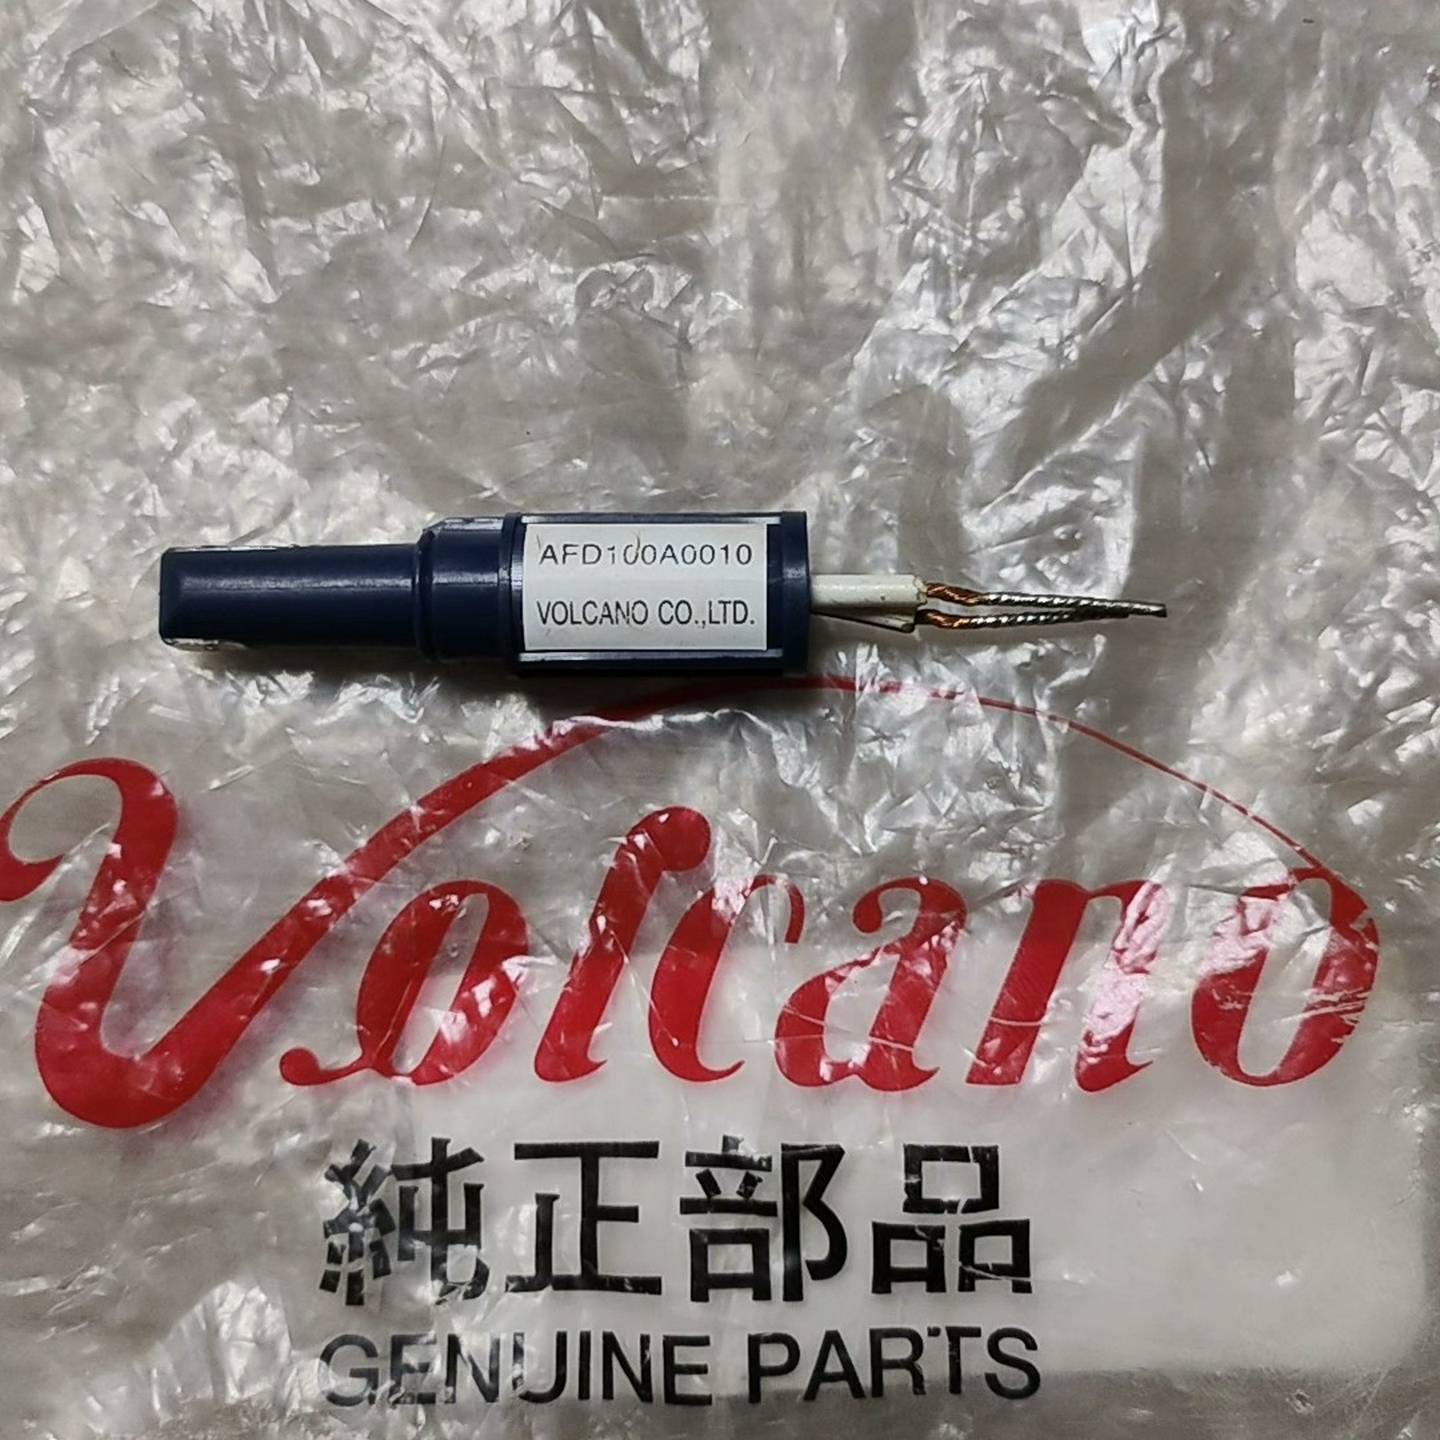 AFD100A0010
VOLCANO CO.,LTD.
Volcano
純正部品
GENUINE PARTS